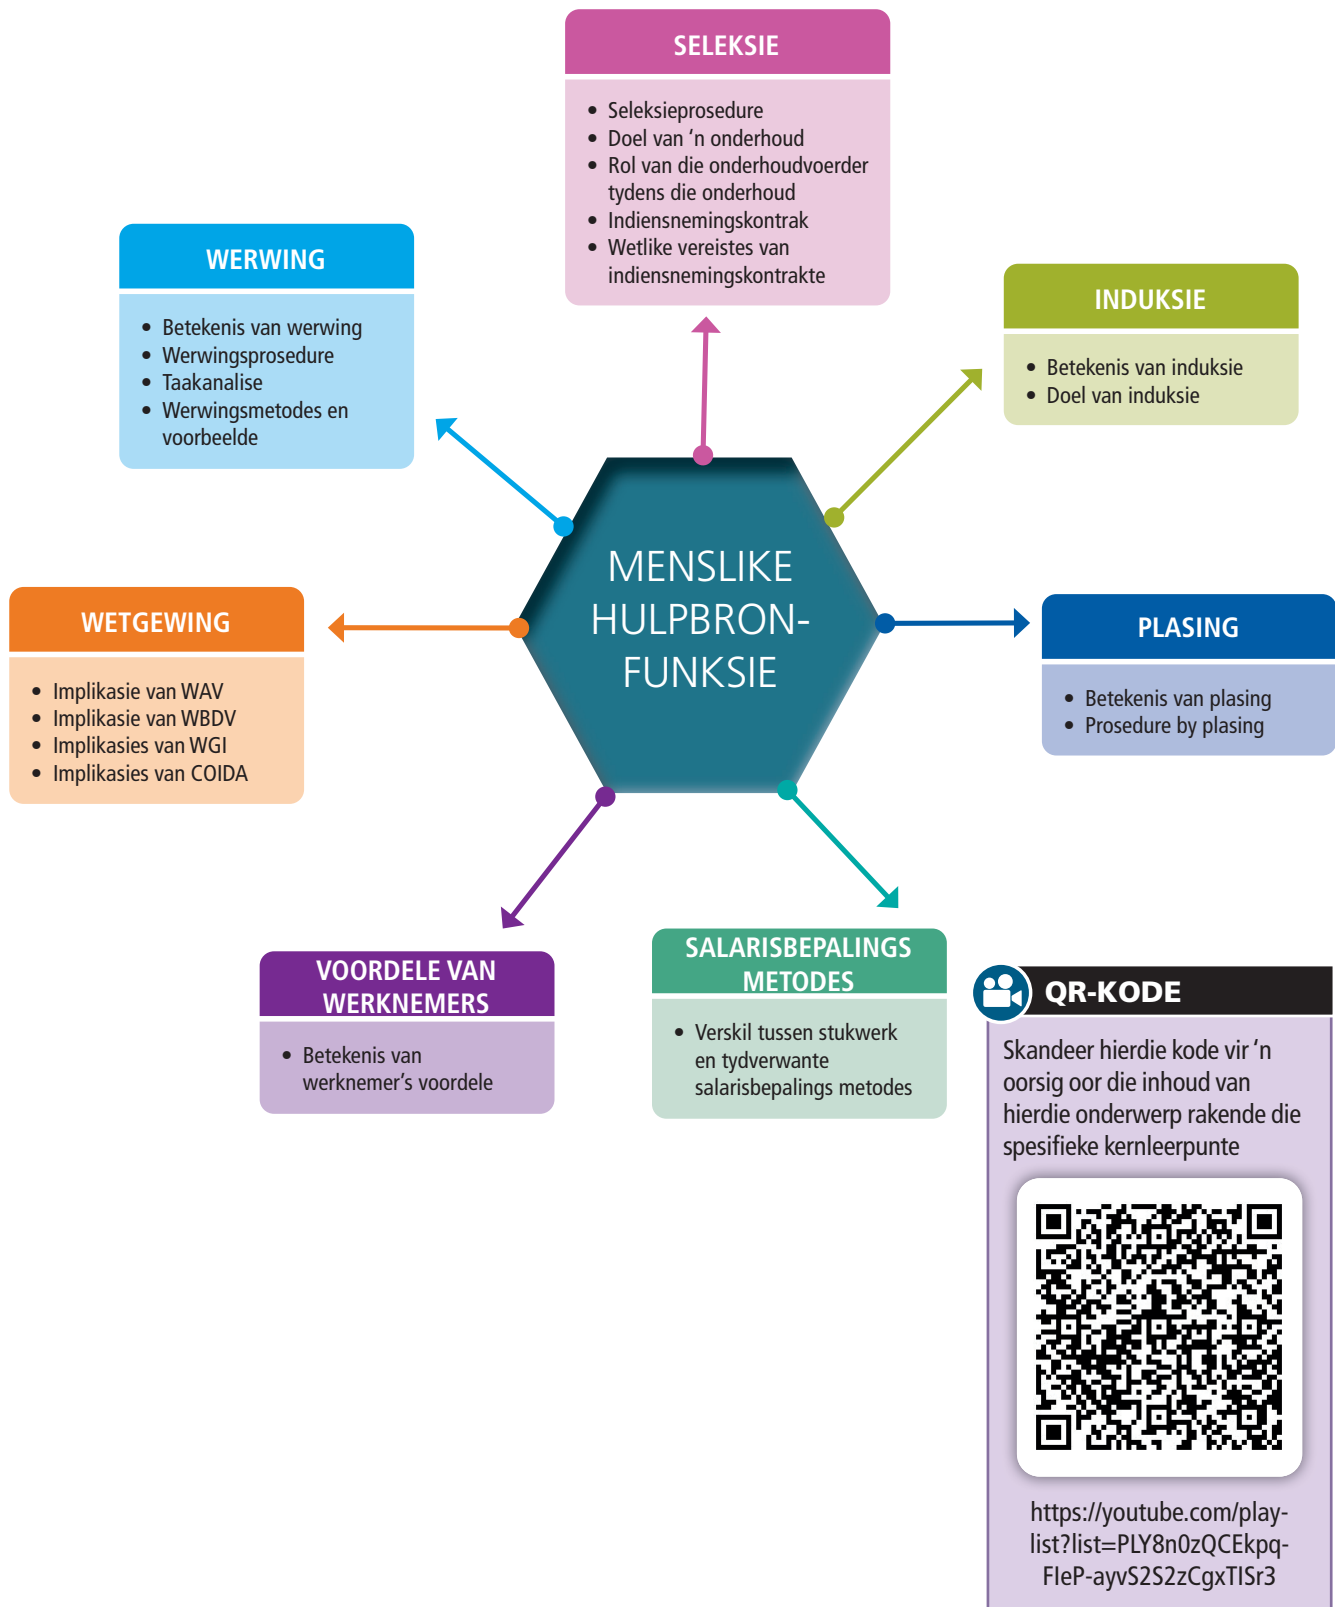 SELEKSIE
• Seleksieprosedure
• Doel van ‘n onderhoud
• Rol van die onderhoudvoerder
tydens die onderhoud
• Indiensnemingskontrak
• Wetlike vereistes van
indiensnemingskontrakte
WERWING
• Betekenis van werwing
• Werwingsprosedure
• Taakanalise
• Werwingsmetodes en
voorbeelde
INDUKSIE
• Betekenis van induksie
• Doel van induksie
MENSLIKE
HULPBRON-
FUNKSIE
WETGEWING
• Implikasie van WAV
• Implikasie van WBDV
• Implikasies van WGI
• Implikasies van COIDA
PLASING
• Betekenis van plasing
• Prosedure by plasing
VOORDELE VAN
WERKNEMERS
• Betekenis van
werknemer’s voordele
SALARISBEPALINGS
METODES
• Verskil tussen stukwerk
en tydverwante
salarisbepalings metodes
QR-KODE
Skandeer hierdie kode vir ‘n
oorsig oor die inhoud van
hierdie onderwerp rakende die
spesifieke kernleerpunte
https://youtube.com/play-
list?list=PLY8n0zQCEkpq-
FIeP-ayvS2S2zCgxTISr3